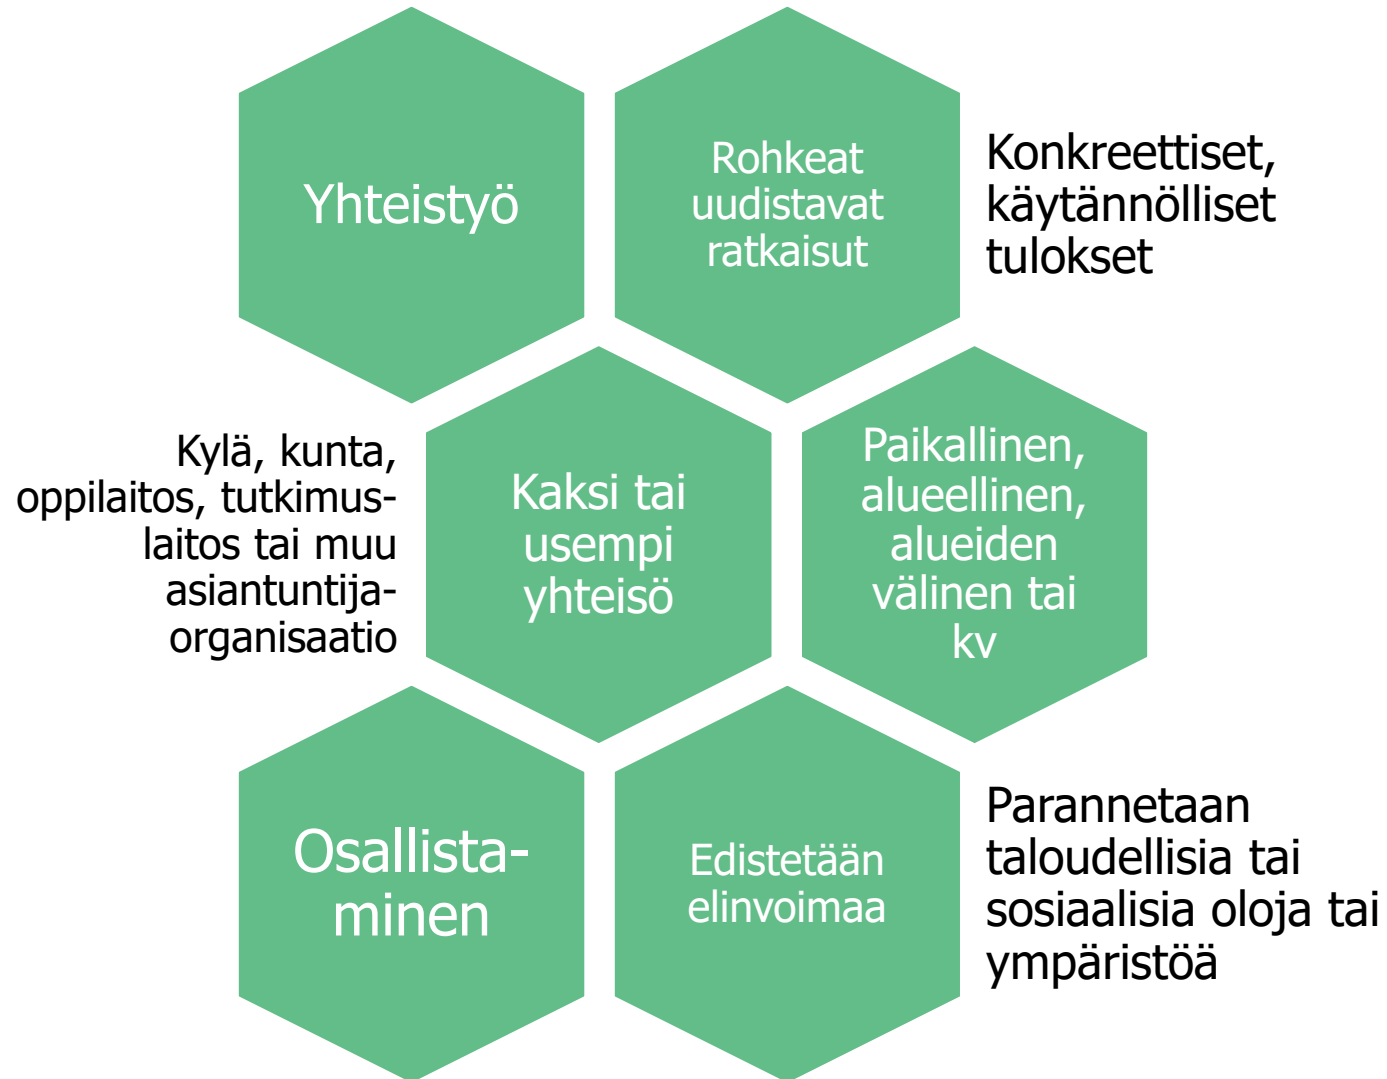 Yhteistyö
Rohkeat
uudistavat
ratkaisut
Konkreettiset,
käytännölliset
tulokset
Kylä, kunta,
oppilaitos, tutkimus-
laitos tai muu
asiantuntija-
organisaatio
Kaksi tai
usempi
yhteisö
Paikallinen,
alueellinen,
alueiden
välinen tai
kv
Osallista-
minen
Edistetään
elinvoimaa
Parannetaan
taloudellisia tai
sosiaalisia oloja tai
ympäristöä